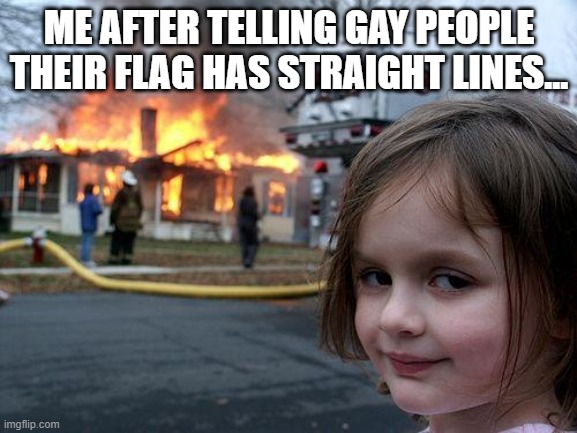 ME AFTER TELLING GAY PEOPLE
THEIR FLAG HAS STRAIGHT LINES...
imgflip.com